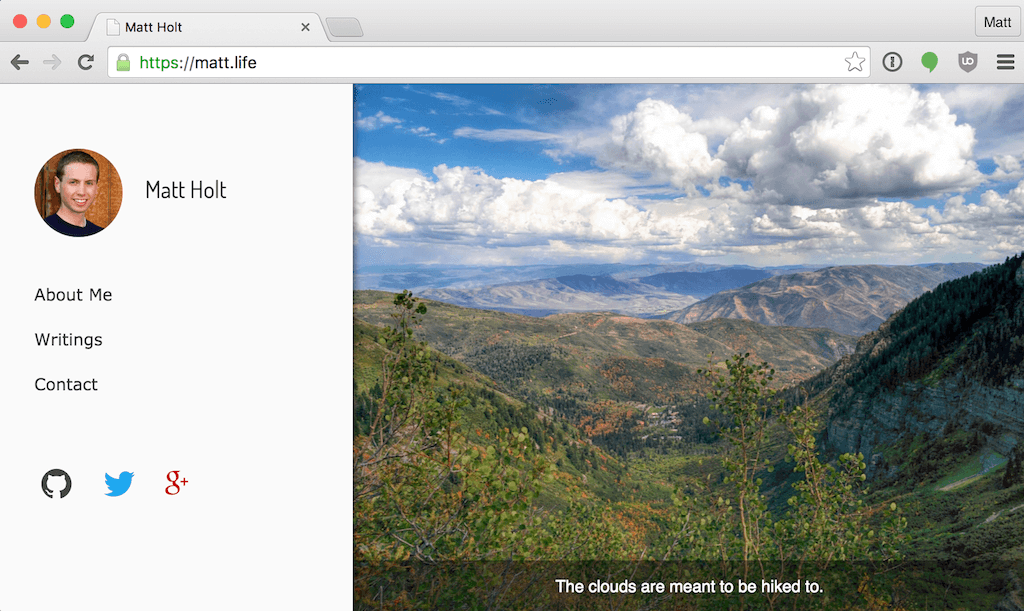 Matt Holt
Matt
https://matt.life
Matt Holt
About Me
Writings
Contact
g+
The clouds are meant to be hiked to.